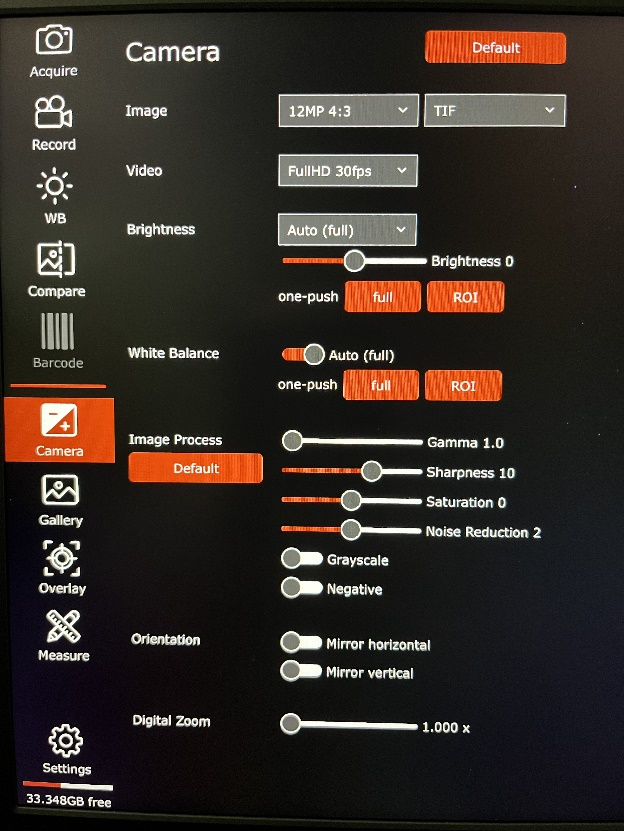 Acquire
Record
WB
Compare
Barcode
Camera
Gallery
Overlay
Measure
Settings
33.348GB free
Camera Default
Image 12MP 4:3 TIF
Video FullHD 30fps
Brightness Auto (full)
Brightness 0
one-push full ROI
White Balance Auto (full)
one-push full ROI
Image Process Gamma 1.0
Default Sharpness 10
Saturation 0
Noise Reduction 2
Grayscale
Negative
Orientation Mirror horizontal
Mirror vertical
Digital Zoom 1.000 x